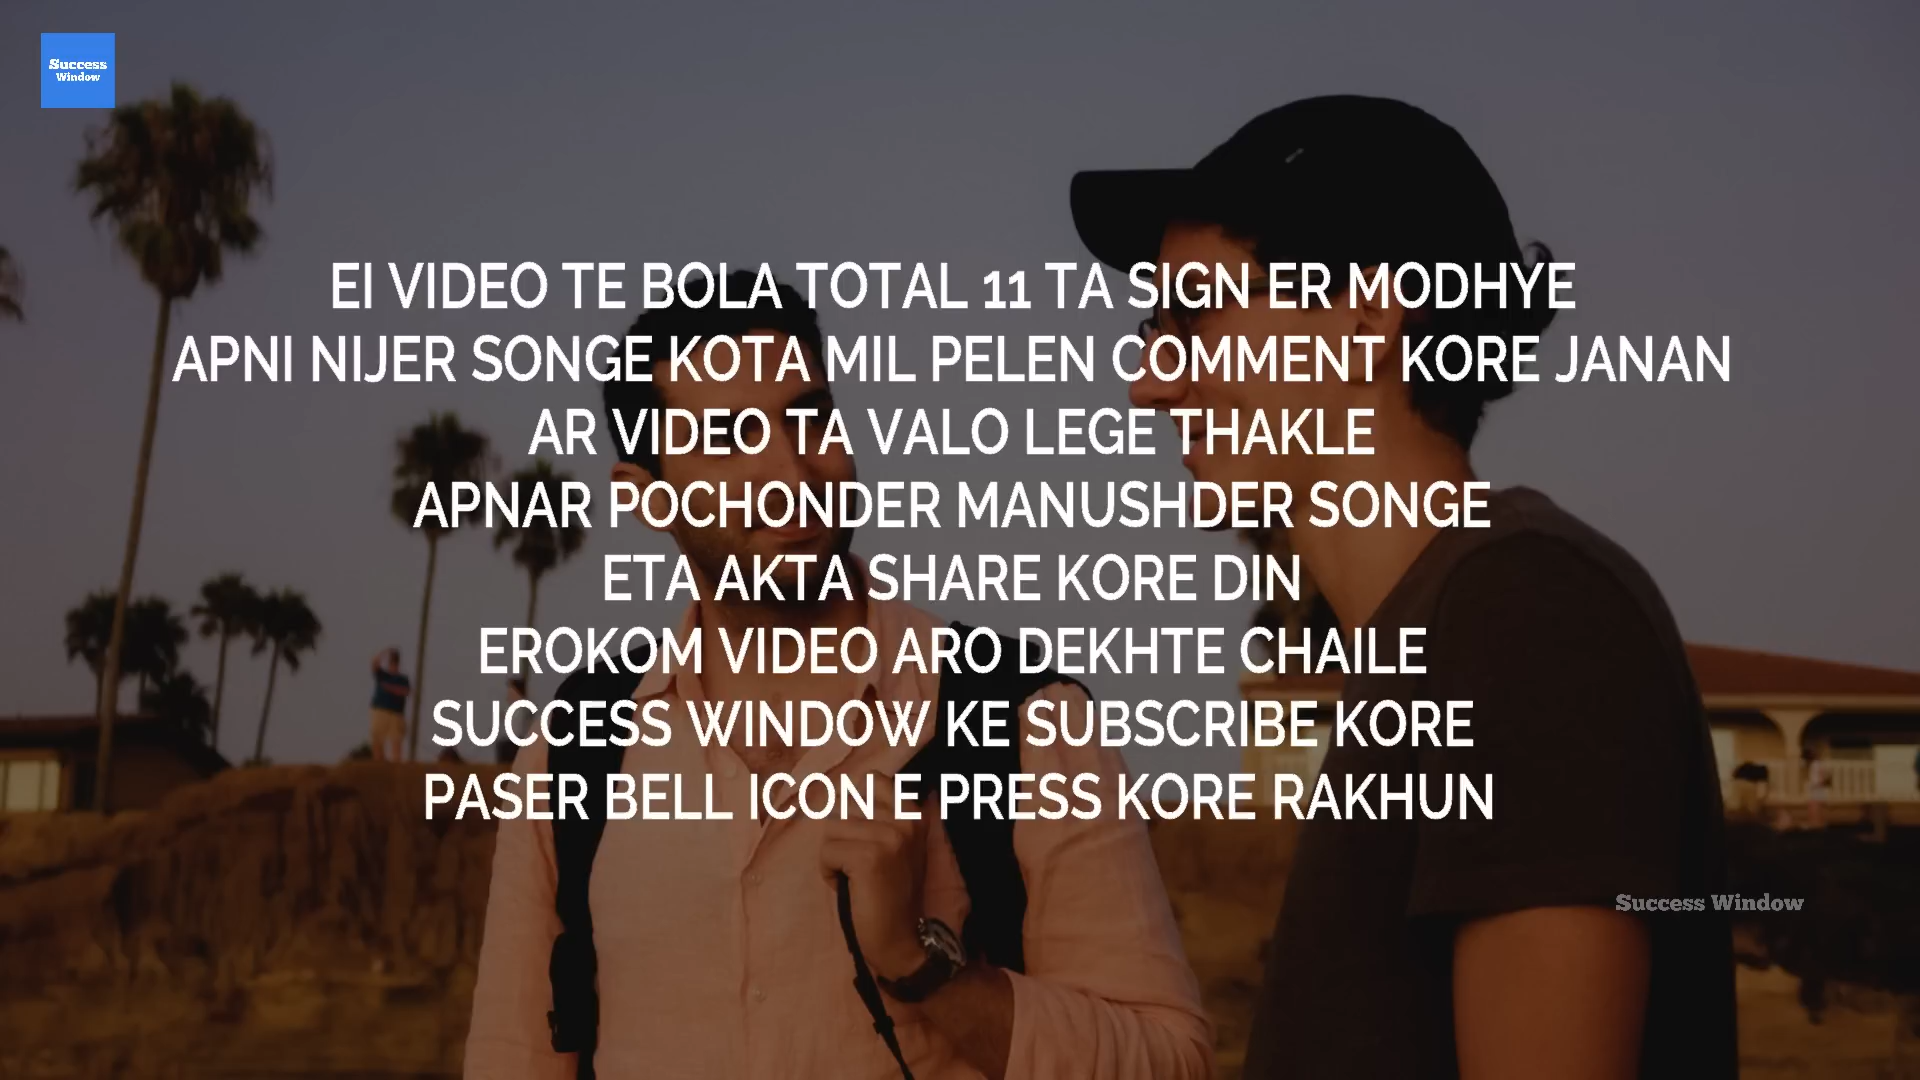 Success
Window
EI VIDEO TE BOLA TOTAL 11 TA SIGN ER MODHYE
APNI NIJER SONGE KOTA MIL PELEN COMMENT KORE JANAN
AR VIDEO TA VALO LEGE THAKLE
APNAR POCHONDER MANUSHDER SONGE
ETA AKTA SHARE KORE DIN
EROKOM VIDEO ARO DEKHTE CHAILE
SUCCESS WINDOW KE SUBSCRIBE KORE
PASER BELL ICON E PRESS KORE RAKHUN
Success Window